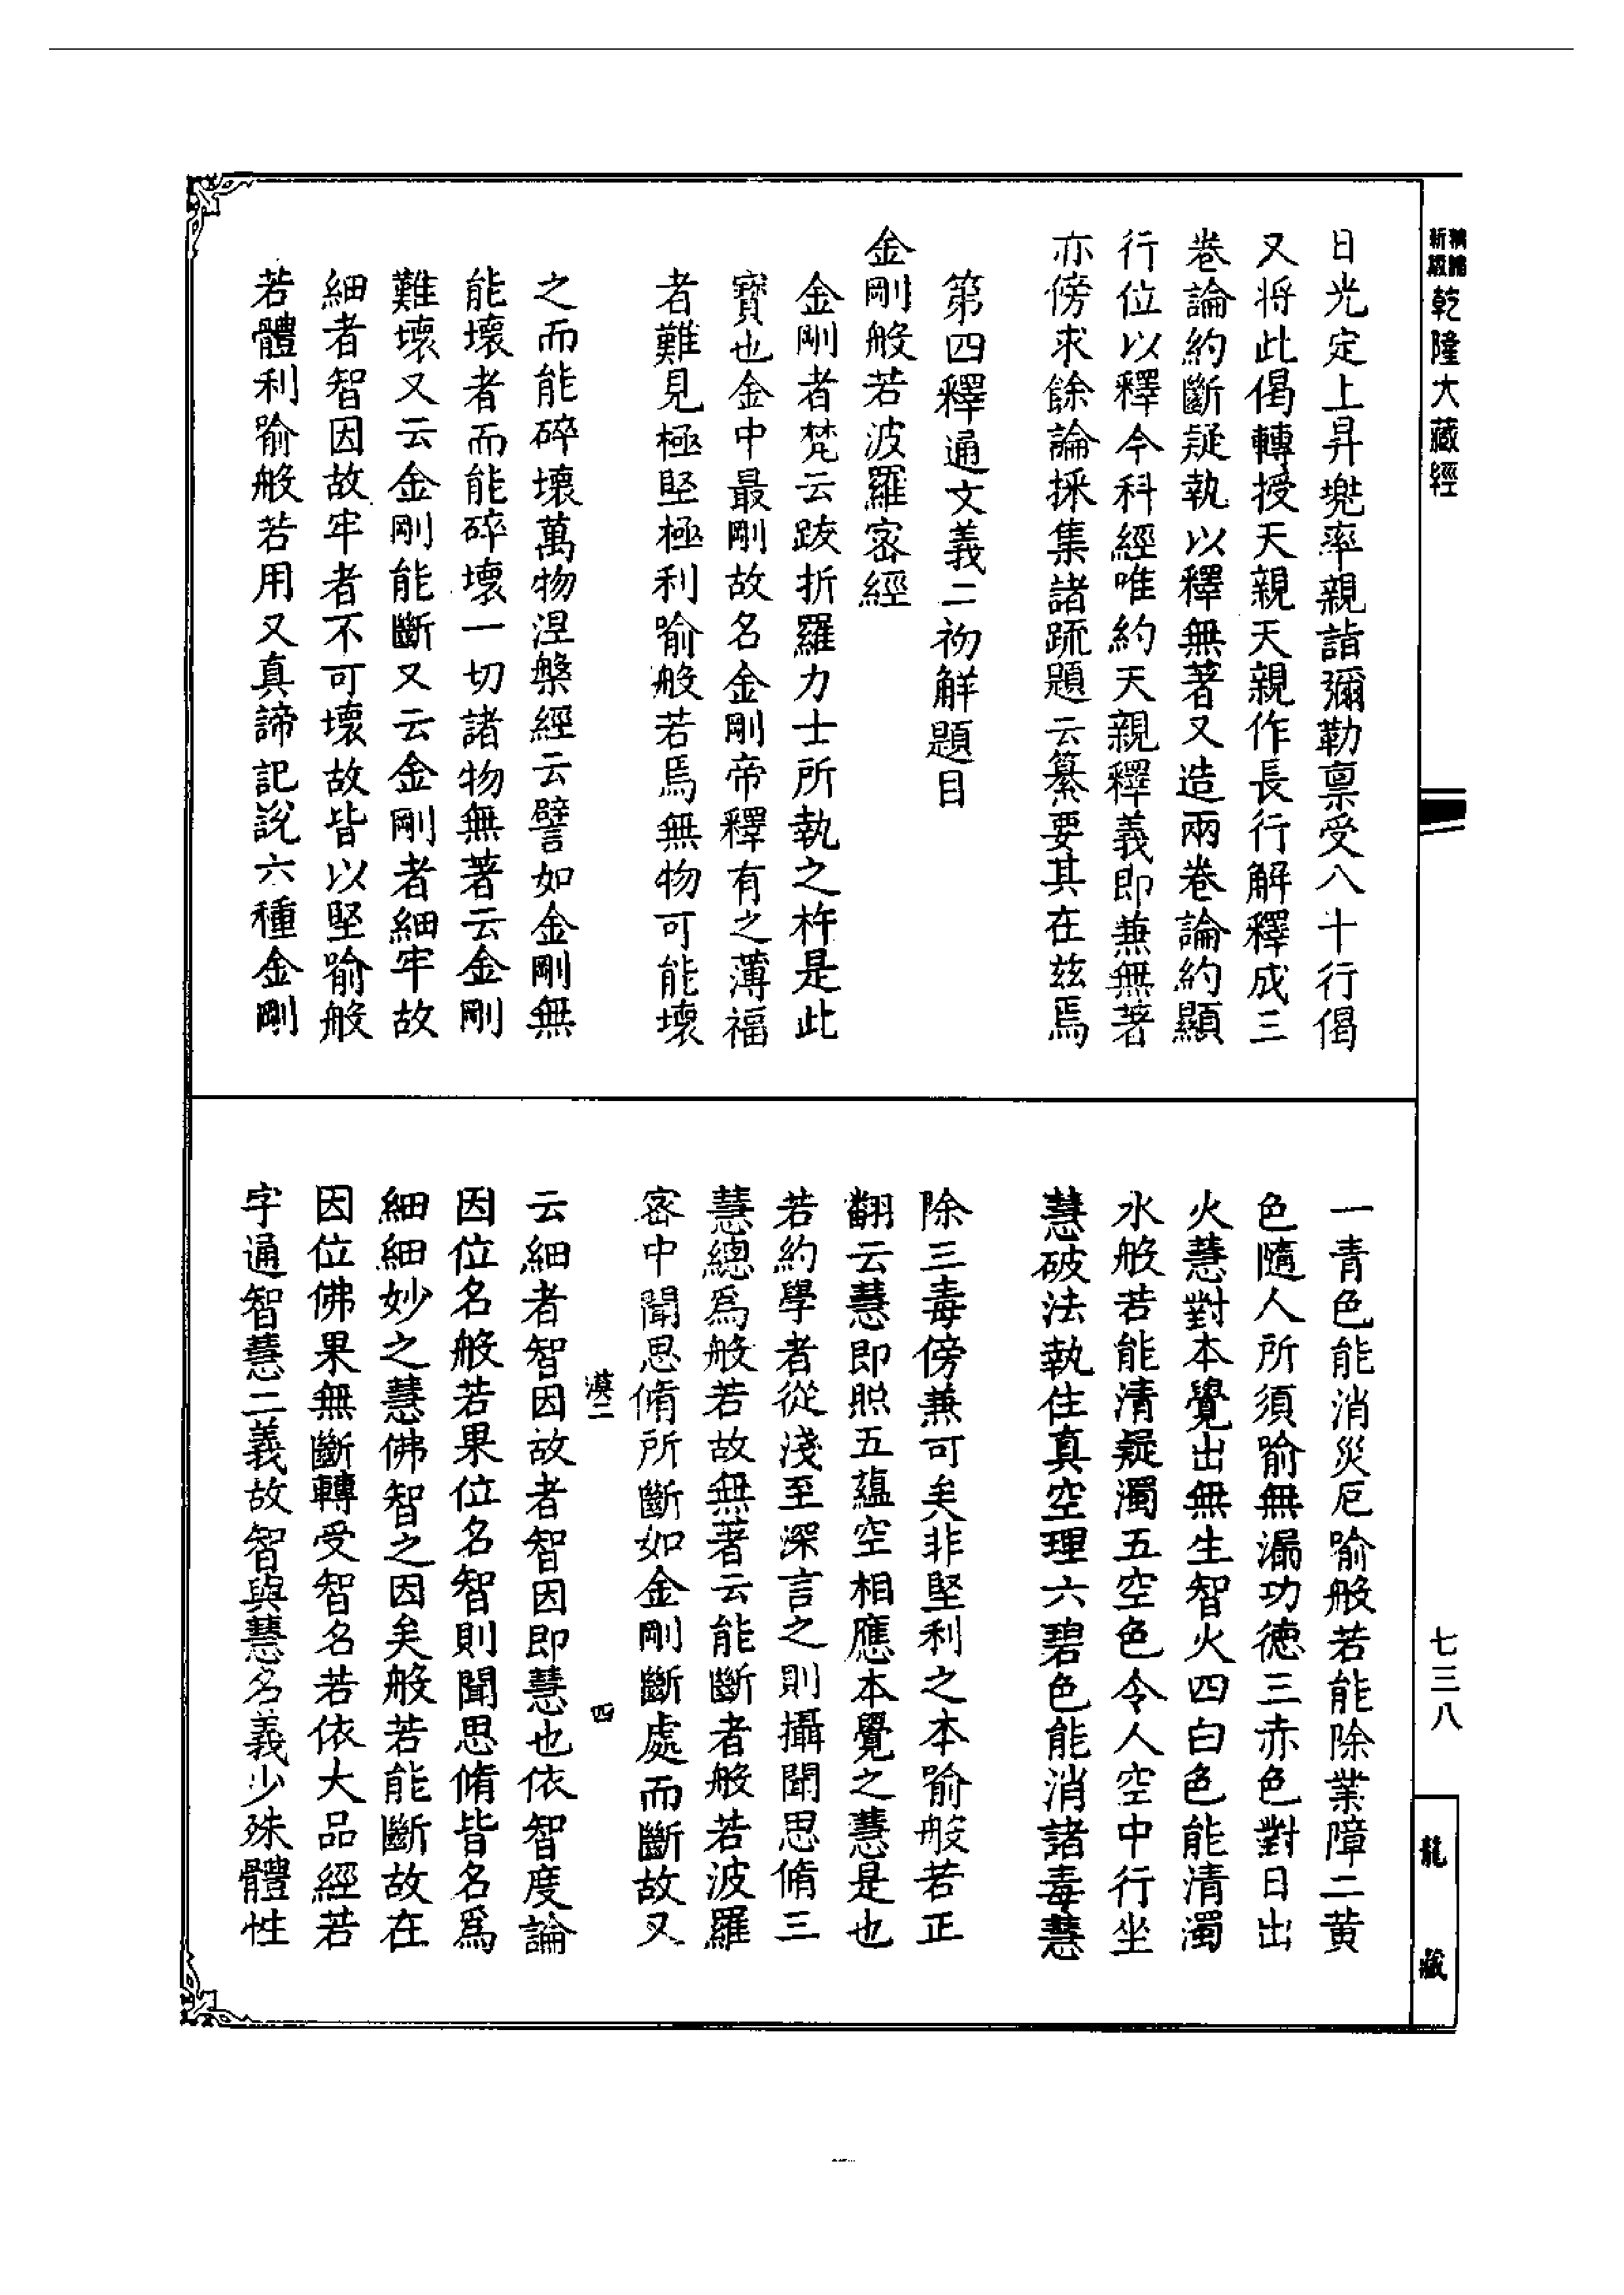 新版
乾隆大藏經
日光定上昇兠率親詣彌勒禀受八十行偈
又将此偈轉授天親天親作長行解釋成三
卷論約斷疑執以釋無著又造兩卷論約顯
行位以釋今科經唯約天親釋義即兼無著
亦傍求餘論採集諸䟽題云纂要其在兹焉
第四釋通文義二初解題目
金剛般若波羅密經
金剛者梵云跋折羅力士所執之杵是此
寶也金中最剛故名金剛帝釋有之薄福
者難見極堅極利喻般若焉無物可能壞
之而能碎壞萬物涅槃經云譬如金剛無
能壞者而能碎壞一切諸物無著云金剛
難壞又云金剛能斷又云金剛者細牢故
細者智因故牢者不可壞故皆以堅喻般
若體利喻般若用又真諦記說六種金剛
一青色能消災厄喻般若能除業障二黄
色隨人所須喻無漏功德三赤色對日出
火慧對本覺出無生智火四白色能清濁
水般若能清疑濁五空色令人空中行坐
慧破法執住真空理六碧色能消諸毒慧
除三毒傍兼可矣非堅利之本喻般若正
翻云慧即照五蘊空相應本覺之慧是也
若約學者從淺至深言之則攝聞思脩三
慧總爲般若故無著云能斷者般若波羅
密中聞思脩所斷如金剛斷處而斷故又
漠二
四
云細者智因故者智因即慧也依智度論
因位名般若果位名智則聞思脩皆名爲
細細妙之慧佛智之因矣般若能斷故在
因位佛果無斷轉受智名若依大品經若
字通智慧二義故智與慧名義少殊體性
七三八
龍藏